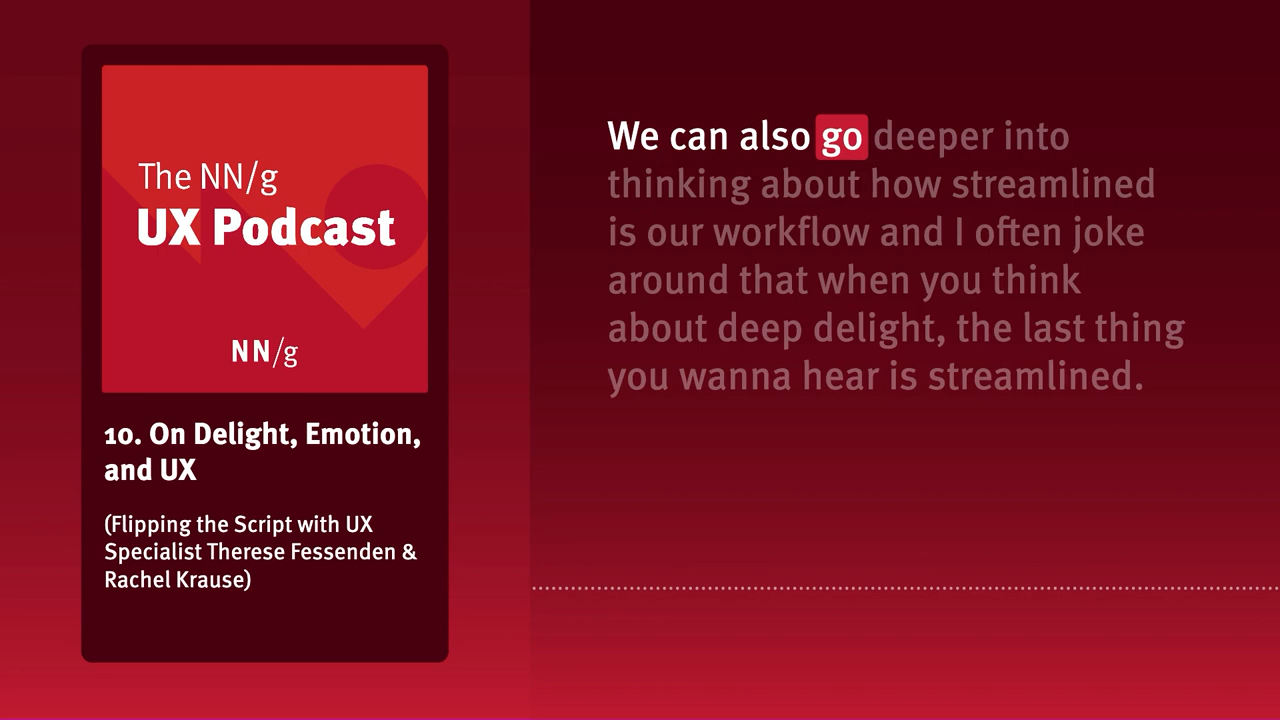 The NN/g
UX Podcast
NN/g
10. On Delight, Emotion,
and UX
(Flipping the Script with UX
Specialist Therese Fessenden &
Rachel Krause)
We can also go deeper into
thinking about how streamlined
is our workflow and I often joke
around that when you think
about deep delight, the last thing
you wanna hear is streamlined.